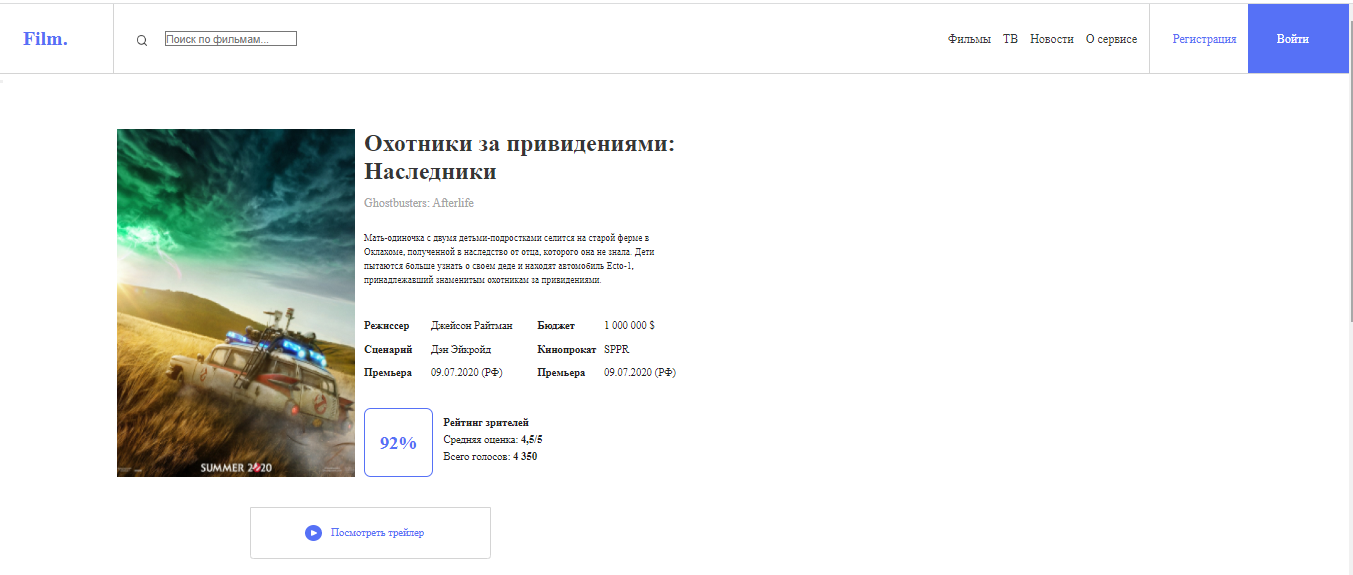 Film.
Поиск по фильмам...
Фильмы ТВ Новости О сервисе
Регистрация
Войти
Охотники за привидениями:
Наследники
Ghostbusters: Afterlife
Мать-одиночка с двумя детьми-подростками селится на старой ферме в
Оклахоме, полученной в наследство от отца, которого она не знала. Дети
пытаются больше узнать о своем деде и находят автомобиль Ecto-1,
принадлежавший знаменитым охотникам за привидениями.
Режиссер Джейсон Райтман Бюджет 1 000 000 $
Сценарий Дэн Эйкройд Кинопрокат SPPR
Премьера 09.07.2020 (РФ) Премьера 09.07.2020 (РФ)
92%
Рейтинг зрителей
Средняя оценка: 4,5/5
Всего голосов: 4 350
SUMMER 2020
Посмотреть трейлер